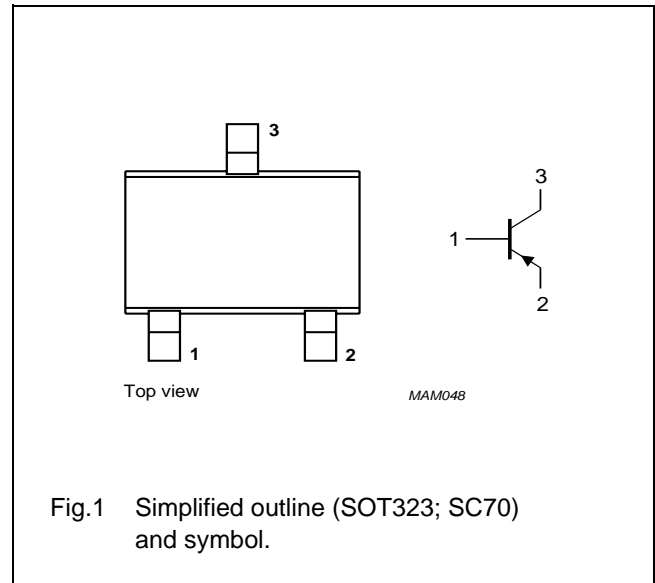 3
3
1
2
1
2
Top view
MAM048
Fig.1 Simplified outline (SOT323; SC70)
and symbol.